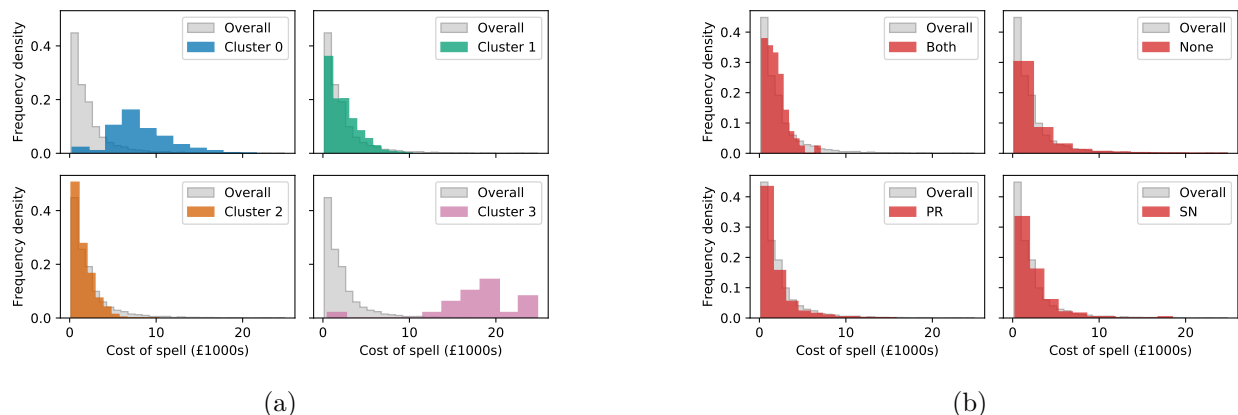 Frequency density
0.4
0.2
0.0
Overall
Cluster 0
Overall
Cluster 1
Frequency density
0.4
0.2
0.0
0
10
20
Cost of spell (£1000s)
Overall
Cluster 2
0
10
20
Cost of spell (£1000s)
Overall
Cluster 3
(a)
Frequency density
0.4
0.3
0.2
0.1
0.0
Overall
Both
Overall
None
Frequency density
0.4
0.3
0.2
0.1
0.0
0
10
20
Cost of spell (£1000s)
Overall
PR
0
10
20
Cost of spell (£1000s)
Overall
SN
(b)